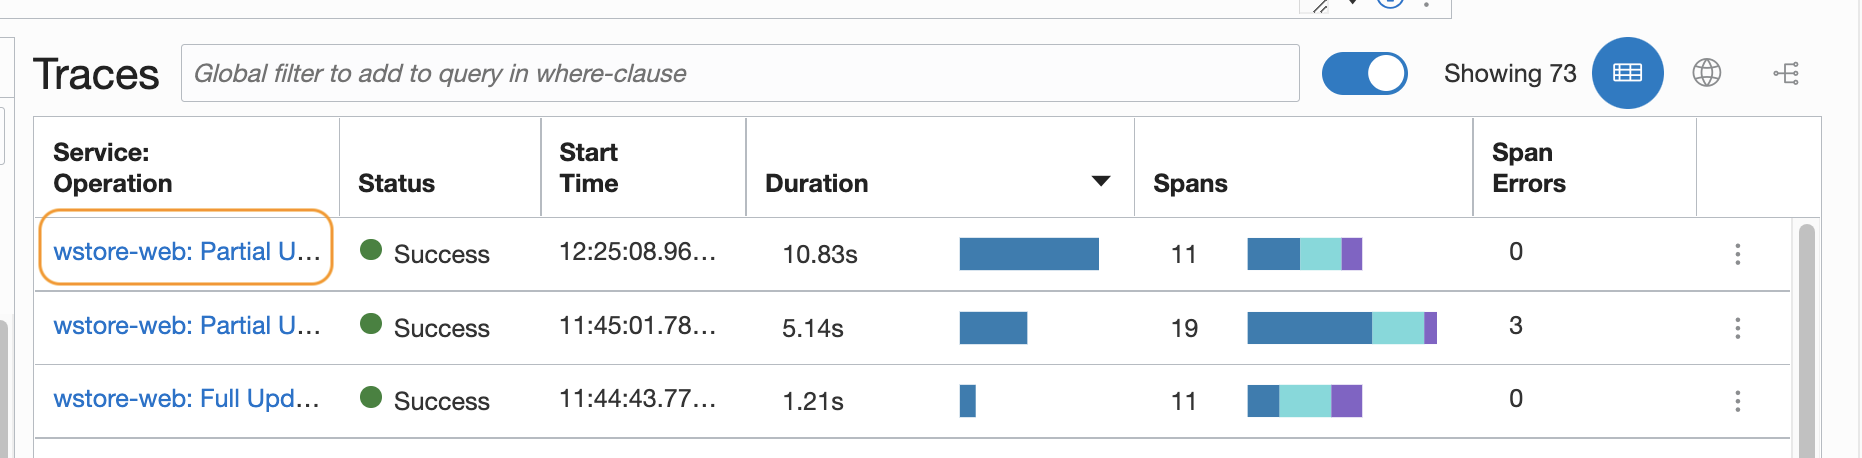 Traces
Global filter to add to query in where-clause
Showing 73
Service:
Operation
Status
Start
Time
Duration
Spans
Span
Errors
wstore-web: Partial U... Success 12:25:08.96... 10.83s 11 0
wstore-web: Partial U... Success 11:45:01.78... 5.14s 19 3
wstore-web: Full Upd... Success 11:44:43.77... 1.21s 11 0